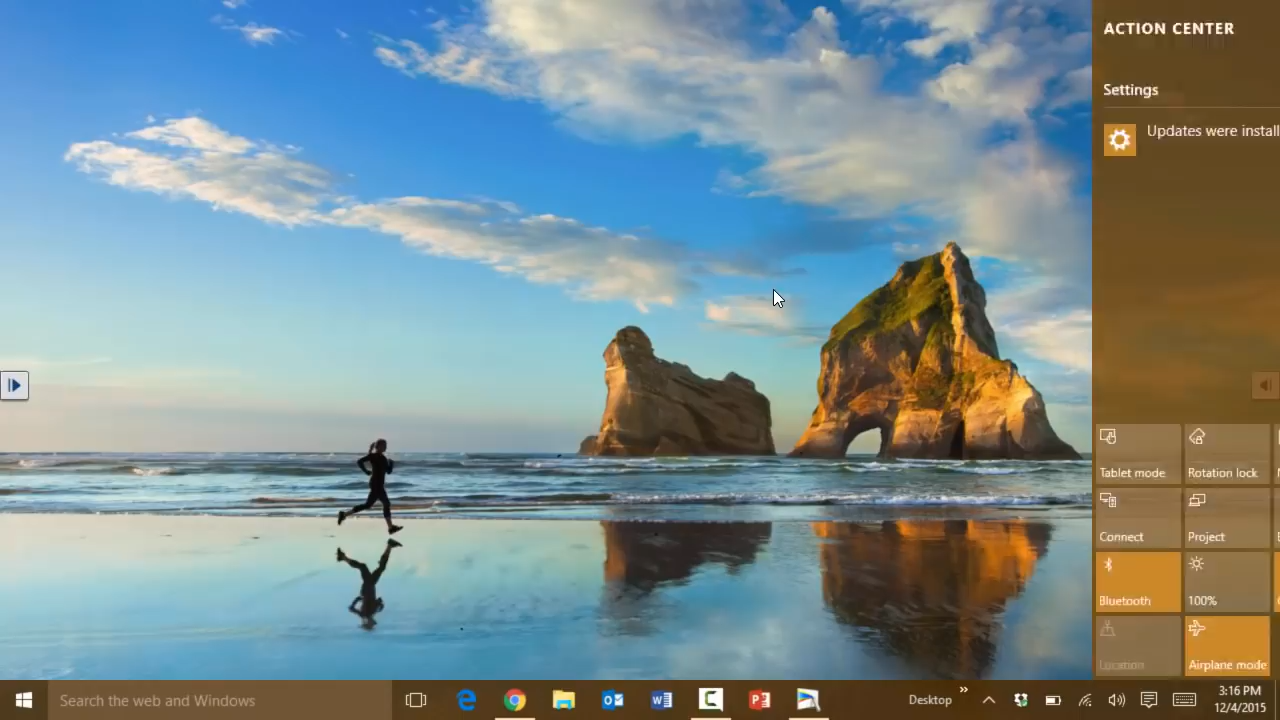 ACTION CENTER
Settings
Updates were install
Tablet mode
Rotation lock
Connect
Project
Bluetooth
100%
Location
Airplane mode
Search the web and Windows
Desktop
3:16 PM
12/4/2015